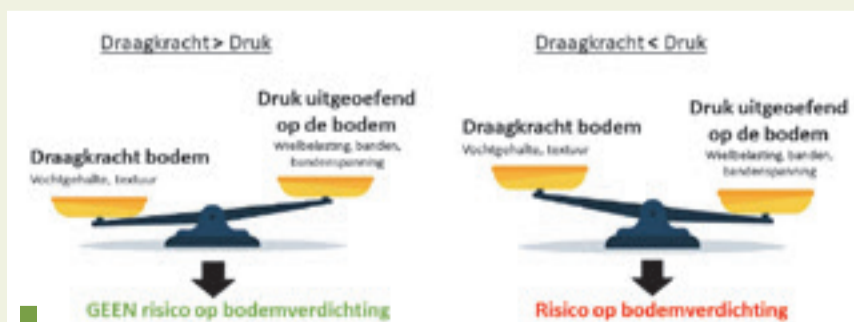 Draagkracht > Druk
Draagkracht bodem
Vochtgehalte, textuur
Druk uitgeoefend
op de bodem
Wielbelasting, banden,
bandenspanning
GEEN risico op bodemverdichting
Draagkracht < Druk
Draagkracht bodem
Vochtgehalte, textuur
Druk uitgeoefend
op de bodem
Wielbelasting, banden,
bandenspanning
Risico op bodemverdichting